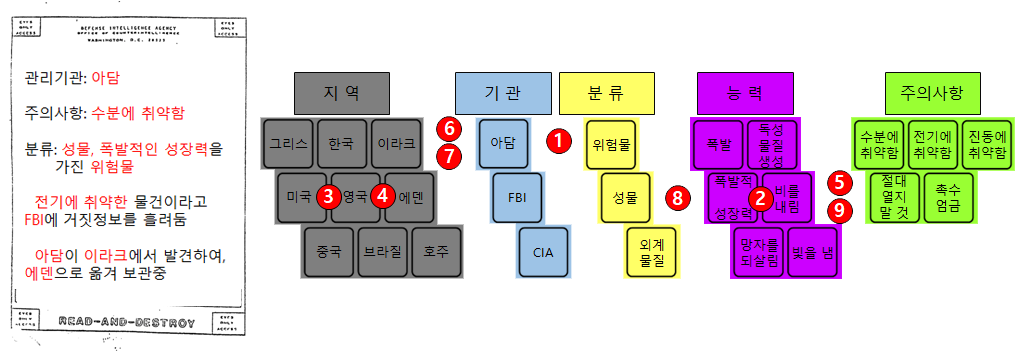 EYES
ONLY
ACCESS
DEFENSE INTELLIGENCE AGENCY
OFFICE OF COUNTERINTELLIGENCE
WASHINGTON, D.C. 20323
EYES
ONLY
ACCESS
관리기관: 아담
주의사항: 수분에 취약함
분류: 성물, 폭발적인 성장력을
가진 위험물
전기에 취약한 물건이라고
FBI에 거짓정보를 흘려둠
아담이 이라크에서 발견하여,
에덴으로 옮겨 보관중
EYES
ONLY
ACCESS
READ-AND-DESTROY
EYES
ONLY
ACCESS
지 역
그리스 한국 이라크
미국 3 영국 4 에덴
중국 브라질 호주
6
7
기 관
아담
FBI
CIA
1
분 류
위험물
성물
외계
물질
8
능 력
폭발
독성
물질
생성
폭발적
성장력
2
비를
내림
망자를
되살림
빛을 냄
5
9
주의사항
수분에
취약함
전기에
취약함
진동에
취약함
절대
열지
말 것
촉수
엄금